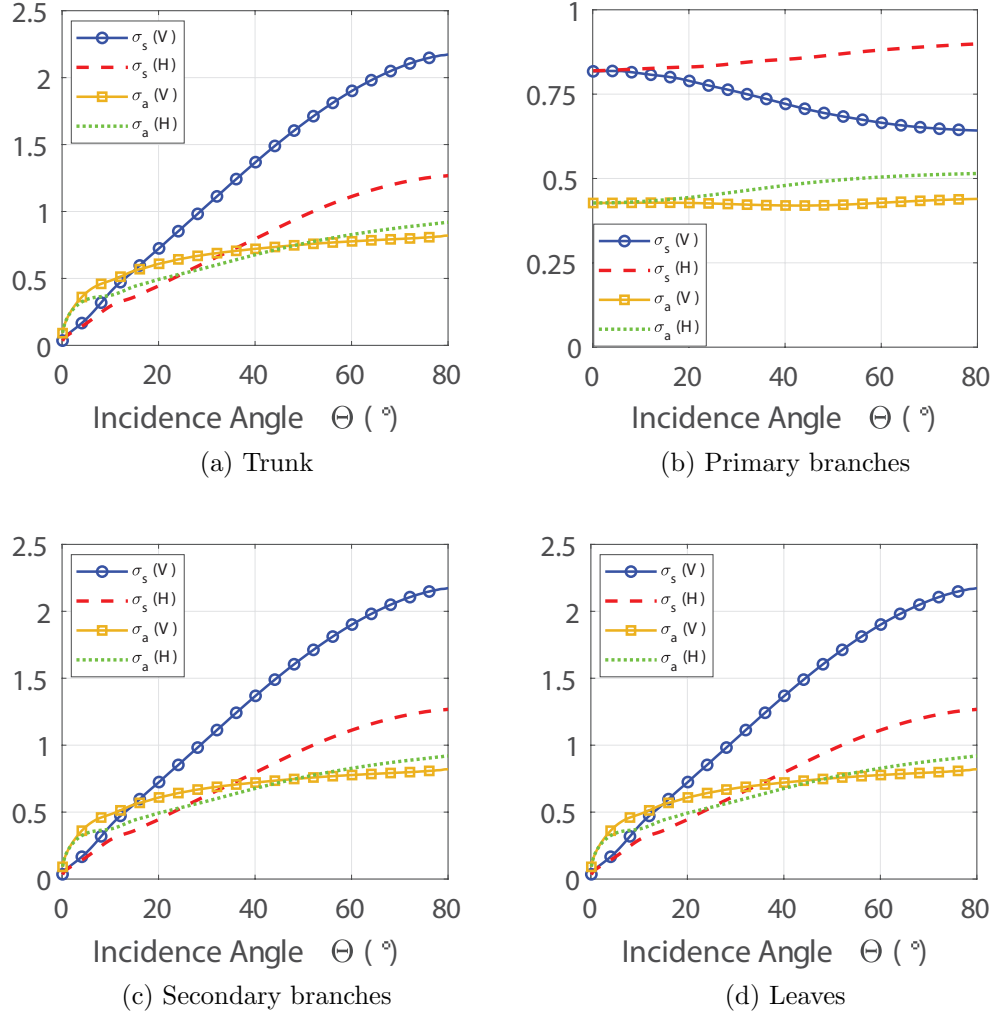 2.5
2
1.5
1
0.5
0
σs (V)
σs (H)
σa (V)
σa (H)
0 20 40 60 80
Incidence Angle Θ ( °)
(a) Trunk
1
0.75
0.5
0.25
0
σs (V)
σs (H)
σa (V)
σa (H)
0 20 40 60 80
Incidence Angle Θ ( °)
(b) Primary branches
2.5
2
1.5
1
0.5
0
σs (V)
σs (H)
σa (V)
σa (H)
0 20 40 60 80
Incidence Angle Θ ( °)
(c) Secondary branches
2.5
2
1.5
1
0.5
0
σs (V)
σs (H)
σa (V)
σa (H)
0 20 40 60 80
Incidence Angle Θ ( °)
(d) Leaves